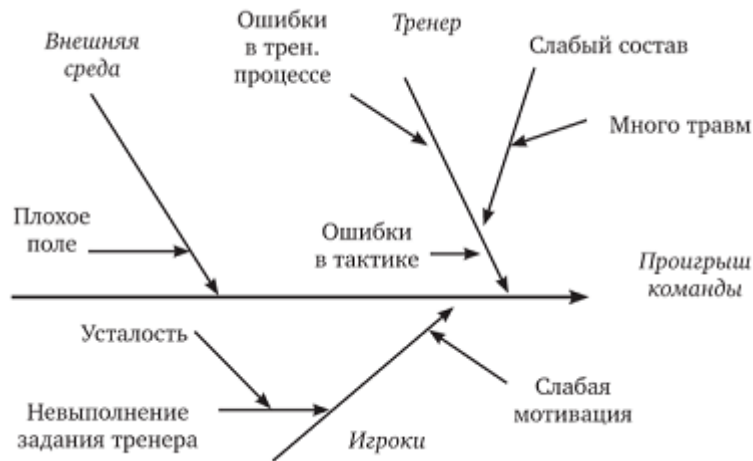 Внешняя
среда
Ошибки
в трен.
процессе
Тренер
Слабый состав
Много травм
Плохое
поле
Ошибки
в тактике
Проигрыш
команды
Усталость
Невыполнение
задания тренера
Игроки
Слабая
мотивация